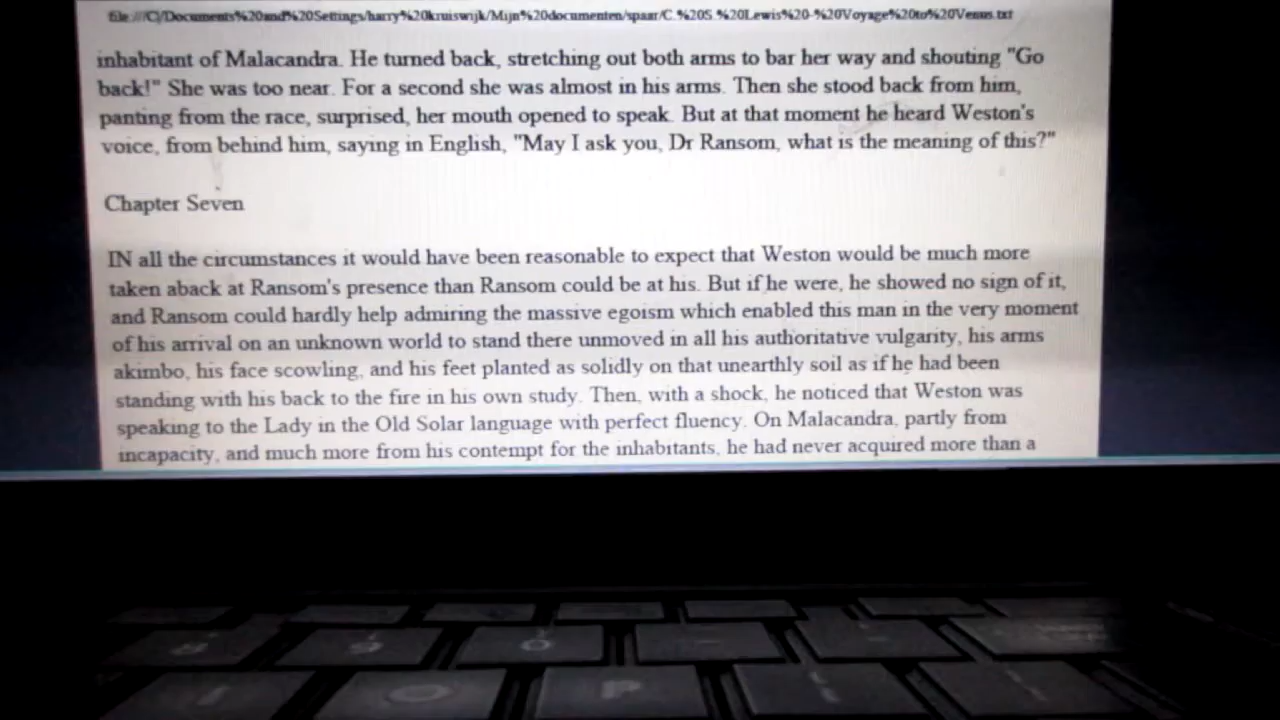 file:///C|/Documents%20and%20Settings/harry%20kruiswijk/Mijn%20documenten/spaar/C.%20S.%20Lewis%20-%20Voyage%20to%20Venus.txt
inhabitant of Malacandra. He turned back, stretching out both arms to bar her way and shouting "Go
back!" She was too near. For a second she was almost in his arms. Then she stood back from him,
panting from the race, surprised, her mouth opened to speak. But at that moment he heard Weston's
voice, from behind him, saying in English, "May I ask you, Dr Ransom, what is the meaning of this?"
Chapter Seven
IN all the circumstances it would have been reasonable to expect that Weston would be much more
taken aback at Ransom's presence than Ransom could be at his. But if he were, he showed no sign of it,
and Ransom could hardly help admiring the massive egoism which enabled this man in the very moment
of his arrival on an unknown world to stand there unmoved in all his authoritative vulgarity, his arms
akimbo, his face scowling, and his feet planted as solidly on that unearthly soil as if he had been
standing with his back to the fire in his own study. Then, with a shock, he noticed that Weston was
speaking to the Lady in the Old Solar language with perfect fluency. On Malacandra, partly from
incapacity, and much more from his contempt for the inhabitants, he had never acquired more than a
O
P